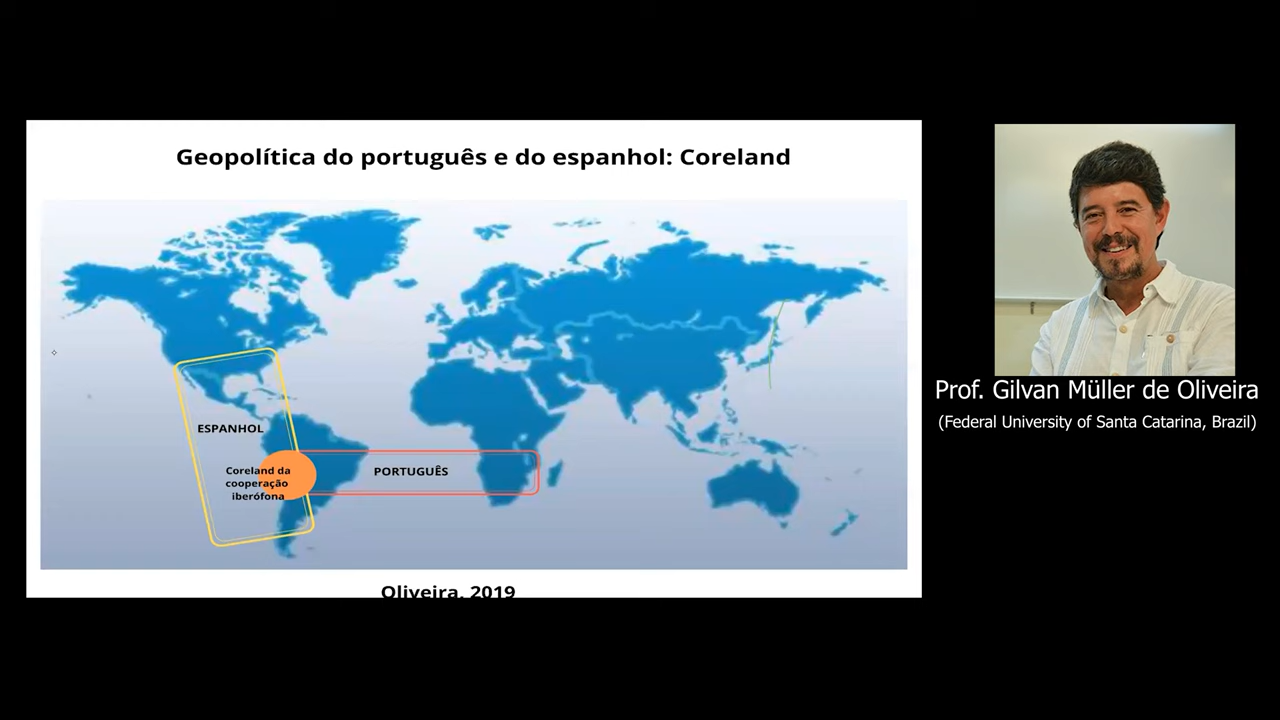 Geopolítica do português e do espanhol: Coreland
ESPANHOL
Coreland da
cooperação
iberófona
PORTUGUÊS
Oliveira, 2019
Prof. Gilvan Müller de Oliveira
(Federal University of Santa Catarina, Brazil)